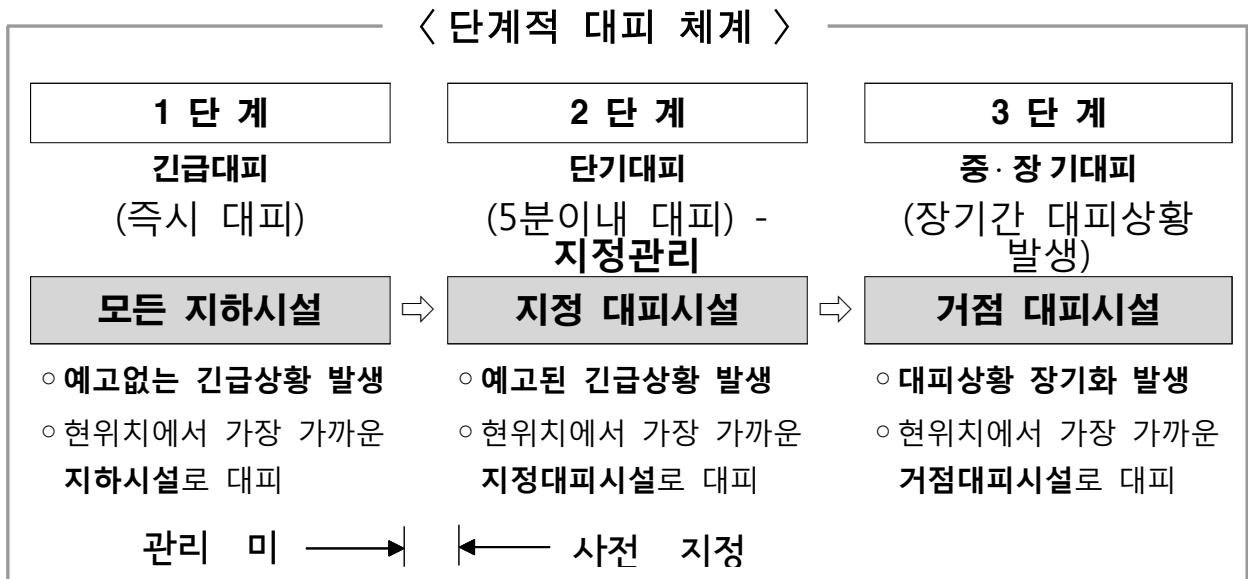 〈 단계적 대피 체계 〉
1 단 계
긴급대피
(즉시 대피)
모든 지하시설
○ 예고없는 긴급상황 발생
○ 현위치에서 가장 가까운
지하시설로 대피
⇨
2 단 계
단기대피
(5분이내 대피) -
지정관리
지정 대피시설
○ 예고된 긴급상황 발생
○ 현위치에서 가장 가까운
지정대피시설로 대피
⇨
3 단 계
중·장 기대피
(장기간 대피상황
발생)
거점 대피시설
○ 대피상황 장기화 발생
○ 현위치에서 가장 가까운
거점대피시설로 대피
관리 미
사전 지정